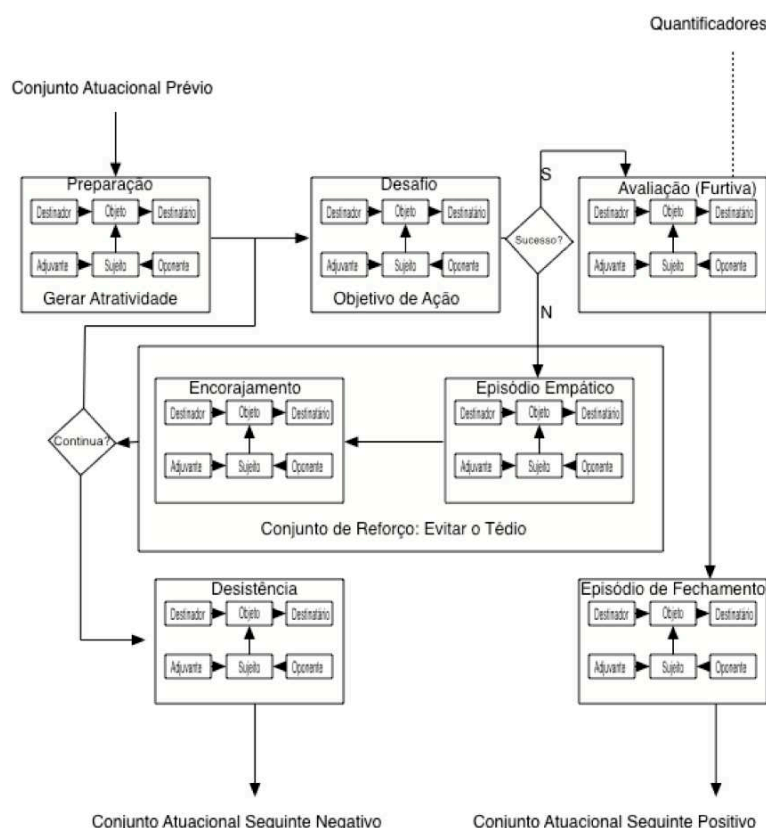 Quantificadores
Conjunto Atuacional Prévio
Preparação
Destinador Objeto Destinatário
Adjuvante Sujeito Oponente
Gerar Atratividade
Desafio
Destinador Objeto Destinatário
Adjuvante Sujeito Oponente
Objetivo de Ação
Sucesso?
S
N
Avaliação (Furtiva)
Destinador Objeto Destinatário
Adjuvante Sujeito Oponente
Encorajamento
Destinador Objeto Destinatário
Adjuvante Sujeito Oponente
Episódio Empático
Destinador Objeto Destinatário
Adjuvante Sujeito Oponente
Continua?
Conjunto de Reforço: Evitar o Tédio
Desistência
Destinador Objeto Destinatário
Adjuvante Sujeito Oponente
Episódio de Fechamento
Destinador Objeto Destinatário
Adjuvante Sujeito Oponente
Conjunto Atuacional Seguinte Negativo
Conjunto Atuacional Seguinte Positivo